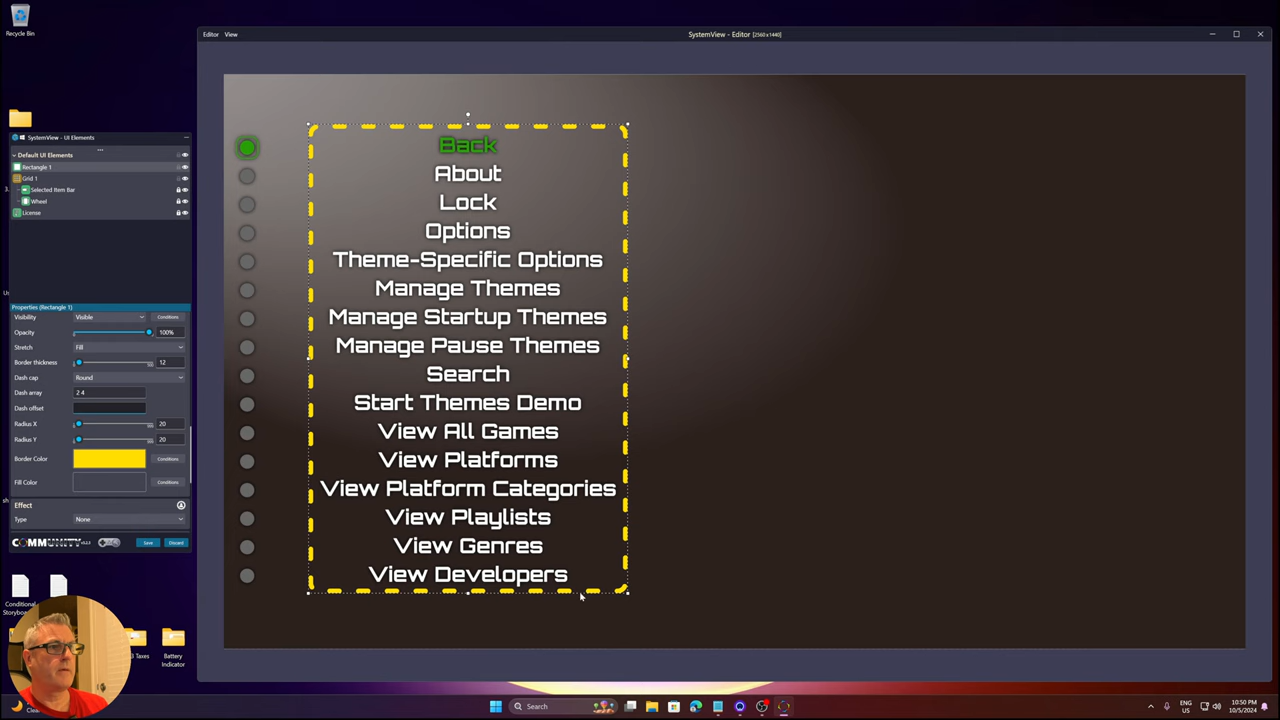 Recycle Bin
Editor View
SystemView - Editor [2560x1440]
SystemView - UI Elements
Default UI Elements
Rectangle 1
Grid 1
Selected Item Bar
Wheel
License
Properties (Rectangle 1)
Visibility Visible Conditions
Opacity 100%
Stretch Fill
Border thickness 12
Dash cap Round
Dash array 2 4
Dash offset
Radius X 20
Radius Y 20
Border Color Conditions
Fill Color Conditions
Effect
Type None
COMMUNITY Save Discard
Back
About
Lock
Options
Theme-Specific Options
Manage Themes
Manage Startup Themes
Manage Pause Themes
Search
Start Themes Demo
View All Games
View Platforms
View Platform Categories
View Playlists
View Genres
View Developers
Conditional
Storyboar
3 Taxes
Battery
Indicator
Search
ENG
US
10:50 PM
10/5/2024